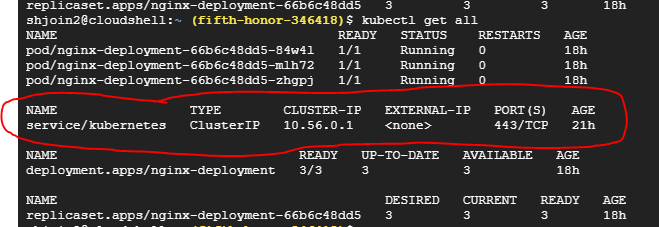 replicaset.apps/nginx-deployment-66b6c48dd5 3 3 3 18h
shjoin2@cloudshell:~ (fifth-honor-346418)$ kubectl get all
NAME READY STATUS RESTARTS AGE
pod/nginx-deployment-66b6c48dd5-84w4l 1/1 Running 0 18h
pod/nginx-deployment-66b6c48dd5-mlh72 1/1 Running 0 18h
pod/nginx-deployment-66b6c48dd5-zhgpj 1/1 Running 0 18h
NAME TYPE CLUSTER-IP EXTERNAL-IP PORT(S) AGE
service/kubernetes ClusterIP 10.56.0.1 <none> 443/TCP 21h
NAME READY UP-TO-DATE AVAILABLE AGE
deployment.apps/nginx-deployment 3/3 3 3 18h
NAME DESIRED CURRENT READY AGE
replicaset.apps/nginx-deployment-66b6c48dd5 3 3 3 18h